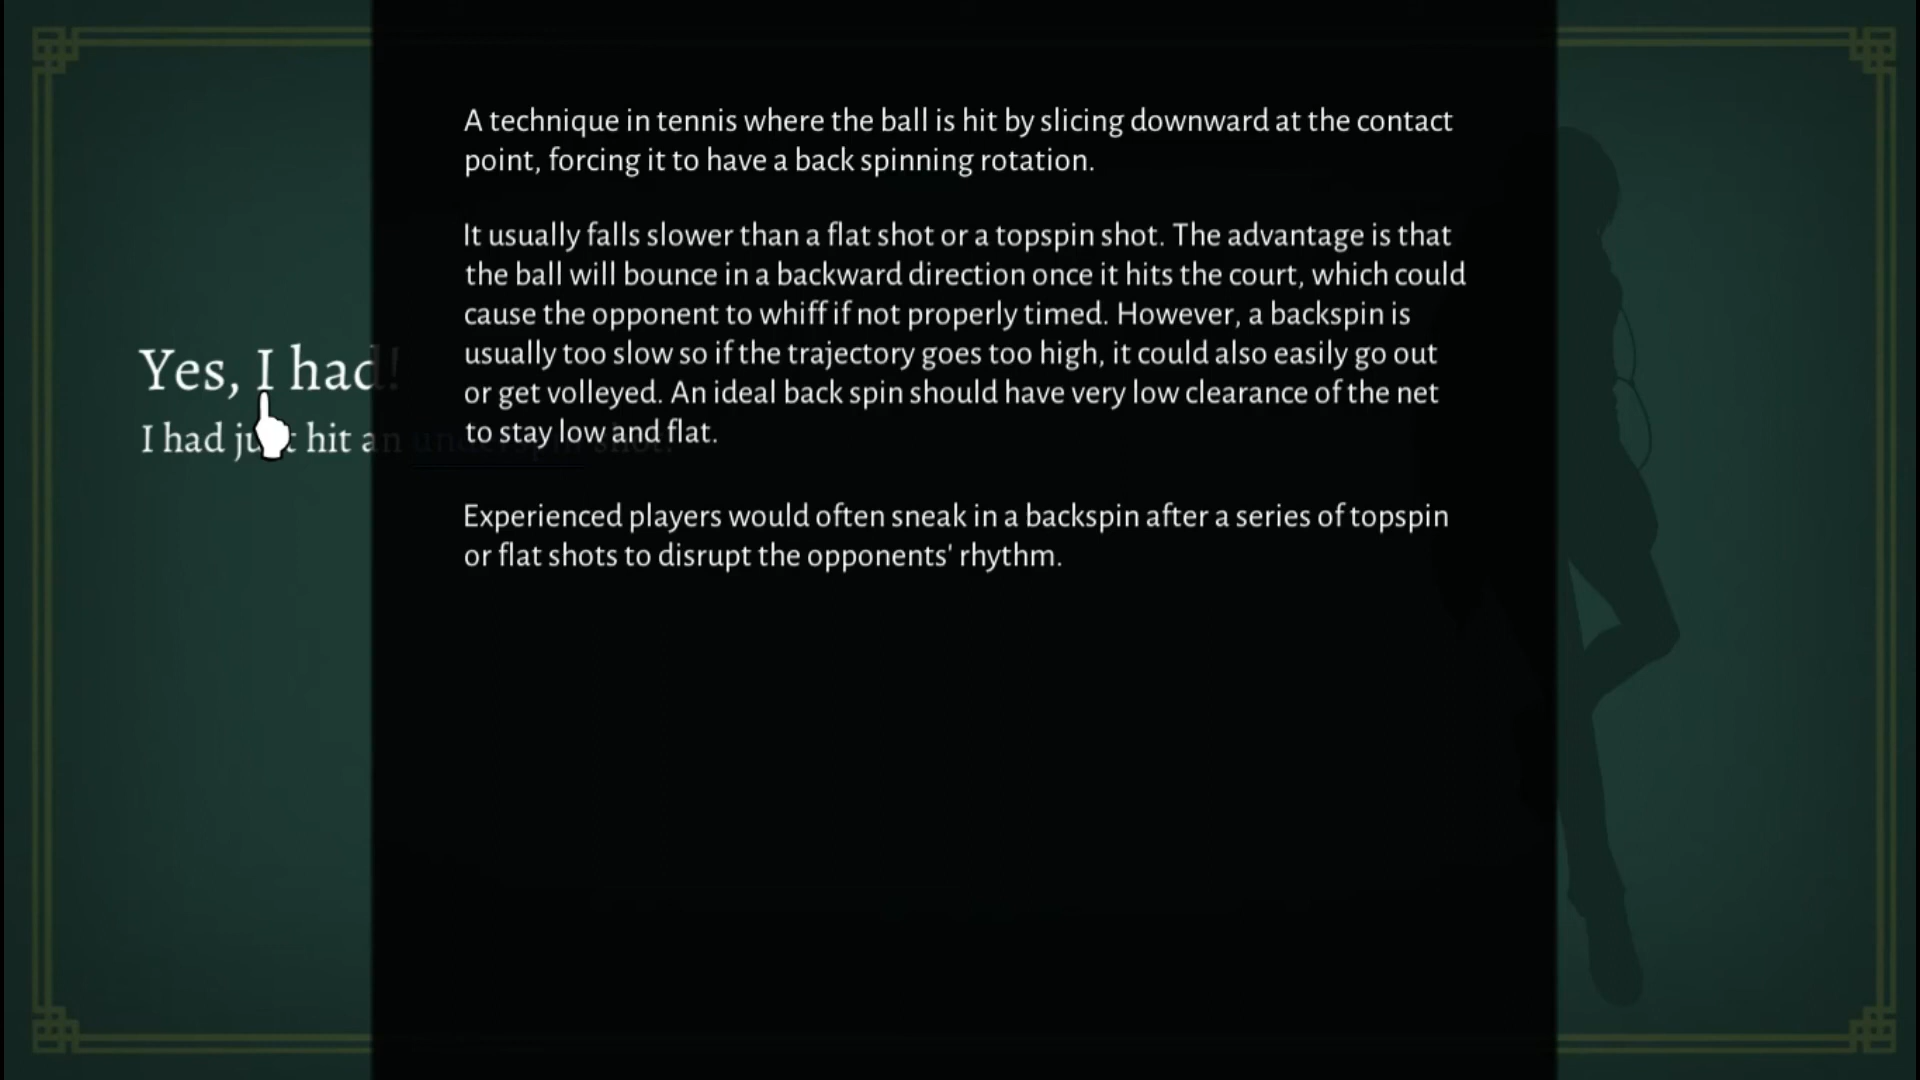 A technique in tennis where the ball is hit by slicing downward at the contact
point, forcing it to have a back spinning rotation.
It usually falls slower than a flat shot or a topspin shot. The advantage is that
the ball will bounce in a backward direction once it hits the court, which could
cause the opponent to whiff if not properly timed. However, a backspin is
usually too slow so if the trajectory goes too high, it could also easily go out
or get volleyed. An ideal back spin should have very low clearance of the net
to stay low and flat.
Experienced players would often sneak in a backspin after a series of topspin
or flat shots to disrupt the opponents' rhythm.
Yes, I had!
I had just hit an underspin shot.